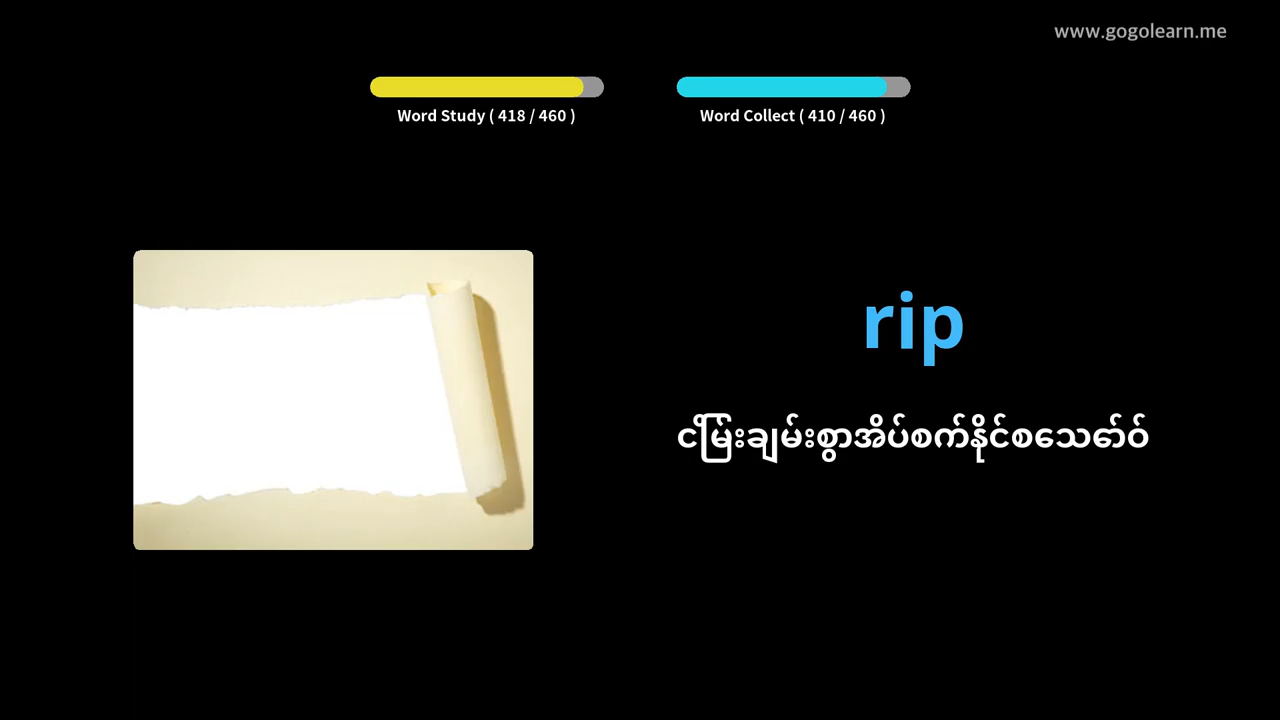 www.gogolearn.me
Word Study ( 418 / 460 )
Word Collect ( 410 / 460 )
rip
ငြိမ်းချမ်းစွာအိပ်စက်နိုင်စေသော်ဝ်